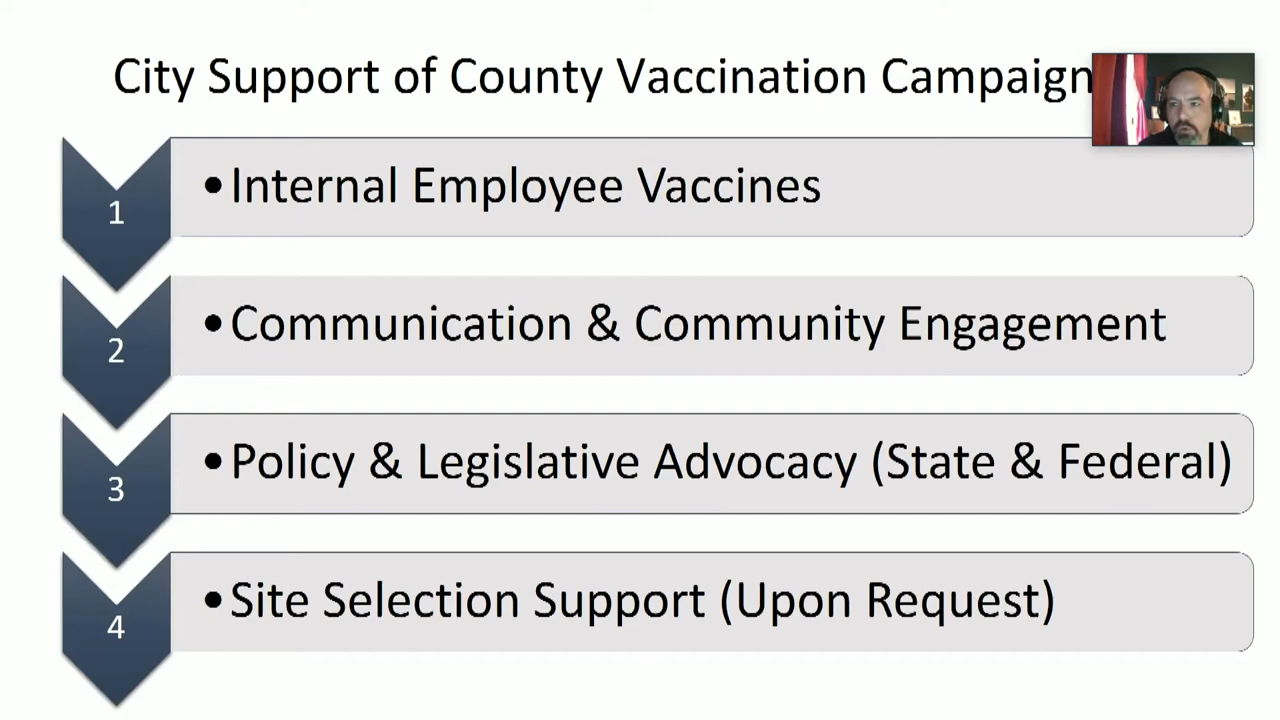 City Support of County Vaccination Campaign
1
•Internal Employee Vaccines
2
•Communication & Community Engagement
3
•Policy & Legislative Advocacy (State & Federal)
4
•Site Selection Support (Upon Request)